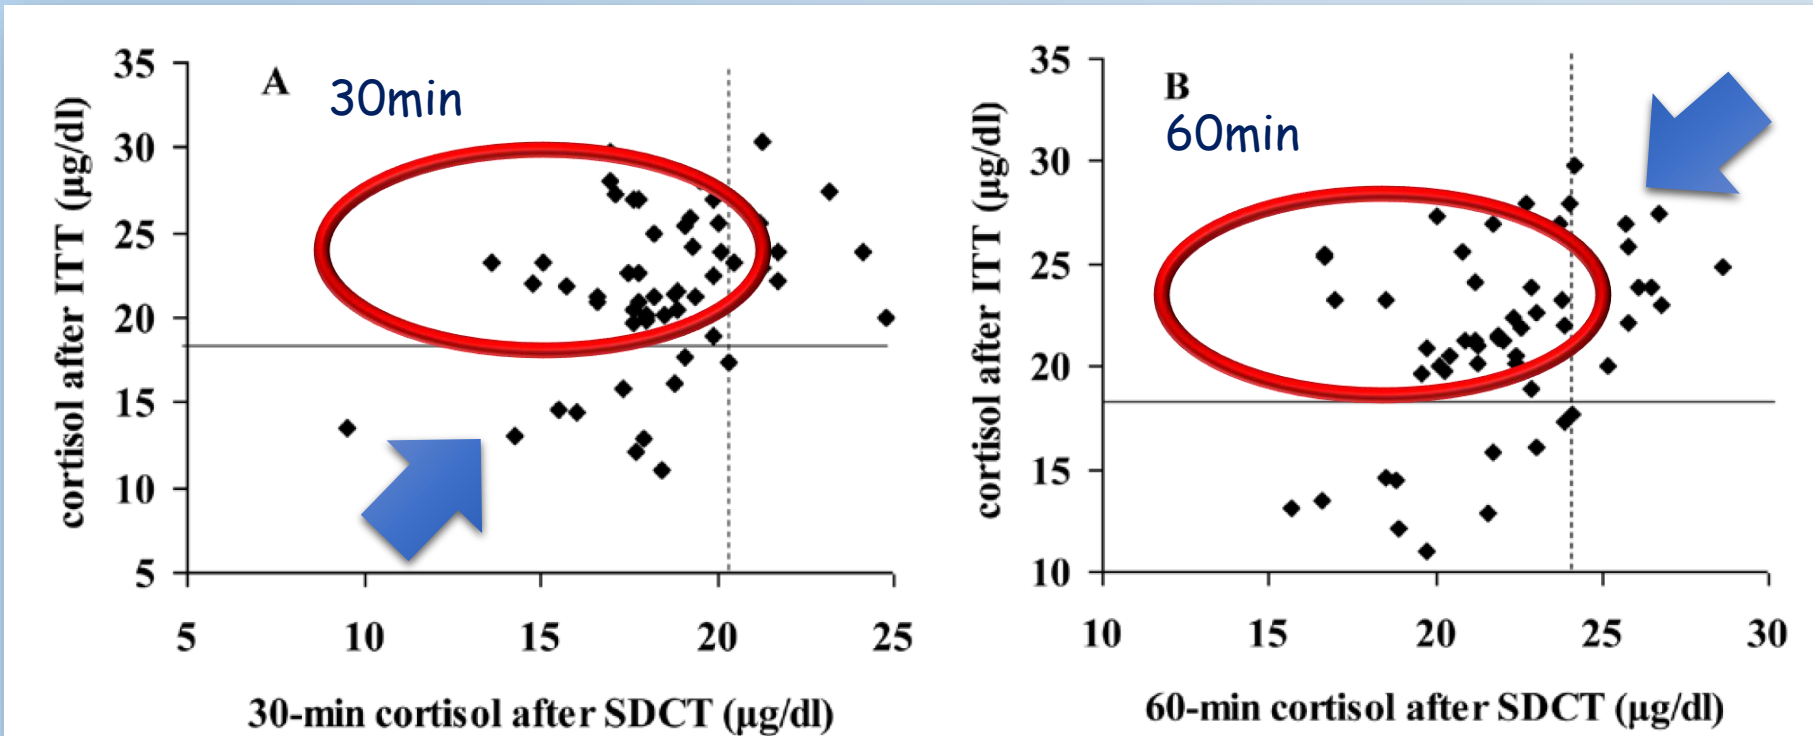 A
30min
cortisol after ITT (μg/dl)
35
30
25
20
15
10
5
5
10
15
20
25
30-min cortisol after SDCT (μg/dl)
B
60min
cortisol after ITT (μg/dl)
35
30
25
20
15
10
10
15
20
25
30
60-min cortisol after SDCT (μg/dl)